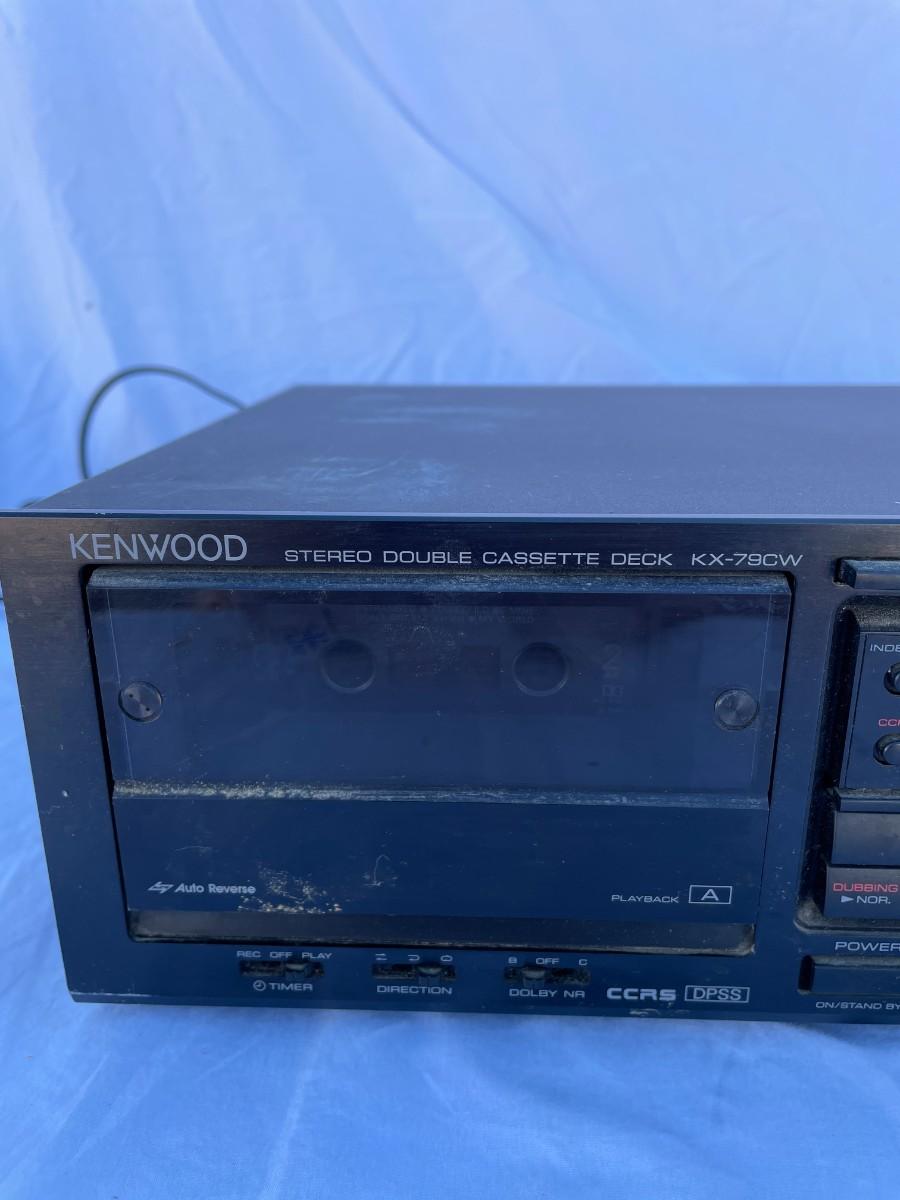 KENWOOD
STEREO DOUBLE CASSETTE DECK KX-79CW
Auto Reverse
PLAYBACK A
REC OFF PLAY
TIMER
DIRECTION
B OFF C
DOLBY NR
CCRS DPSS
DUBBING
►NOR.
POWER
ON/STAND BY